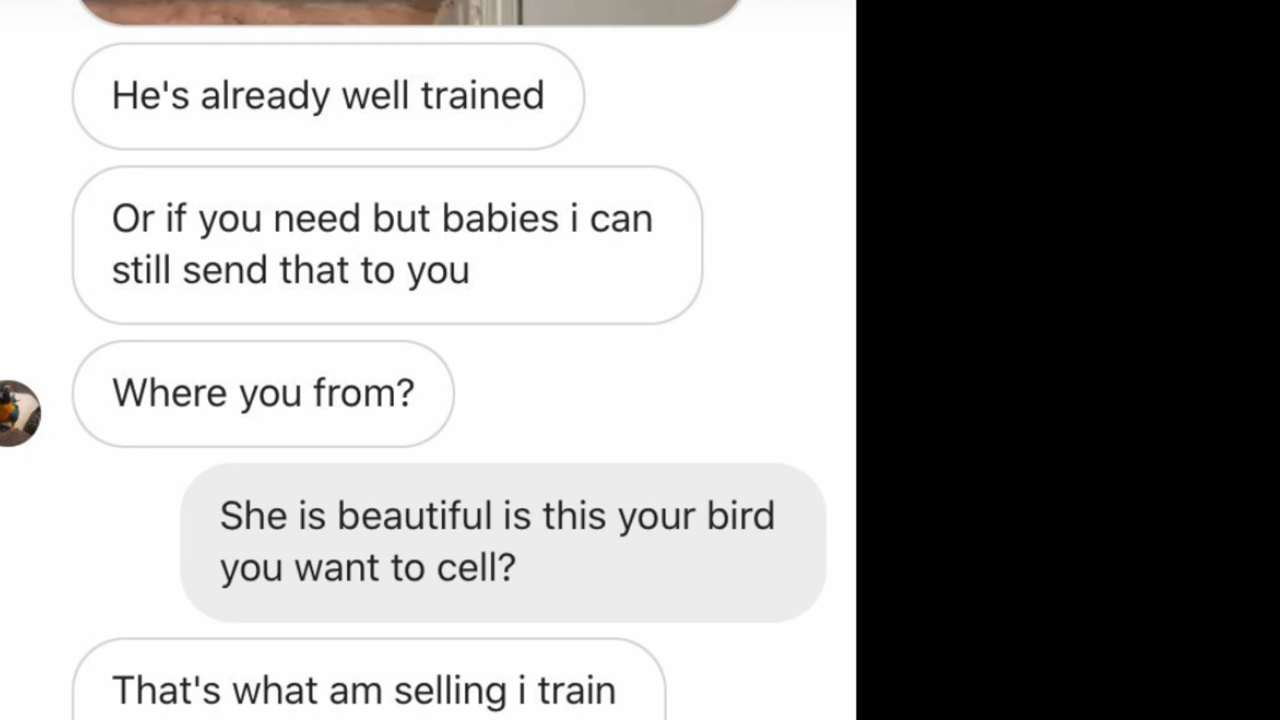 He's already well trained
Or if you need but babies i can
still send that to you
Where you from?
She is beautiful is this your bird
you want to cell?
That's what am selling i train